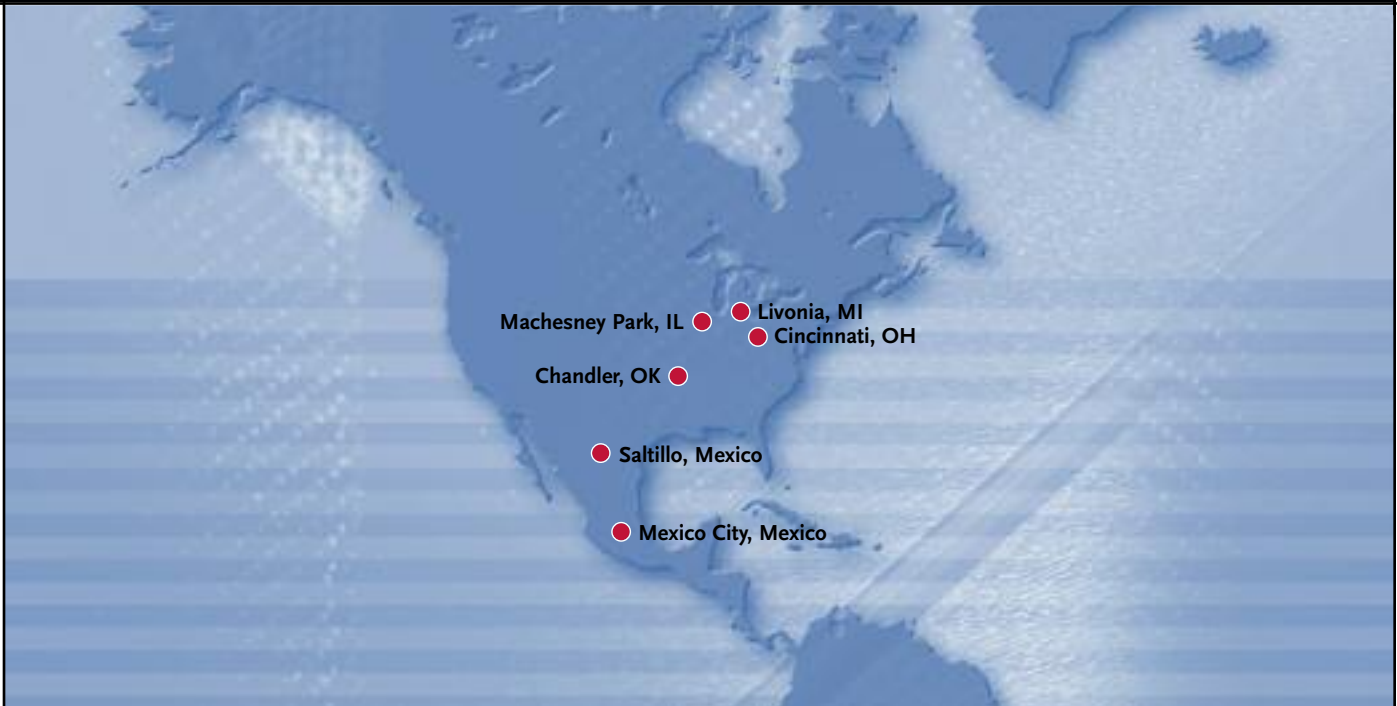 Livonia, MI
Machesney Park, IL
Cincinnati, OH
Chandler, OK
Saltillo, Mexico
Mexico City, Mexico